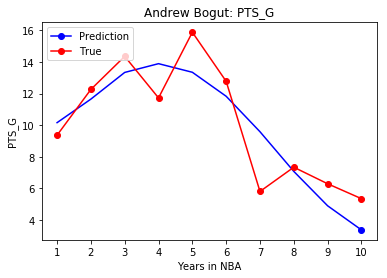 Andrew Bogut: PTS_G
Prediction
True
PTS_G
16
14
12
10
8
6
4
1 2 3 4 5 6 7 8 9 10
Years in NBA